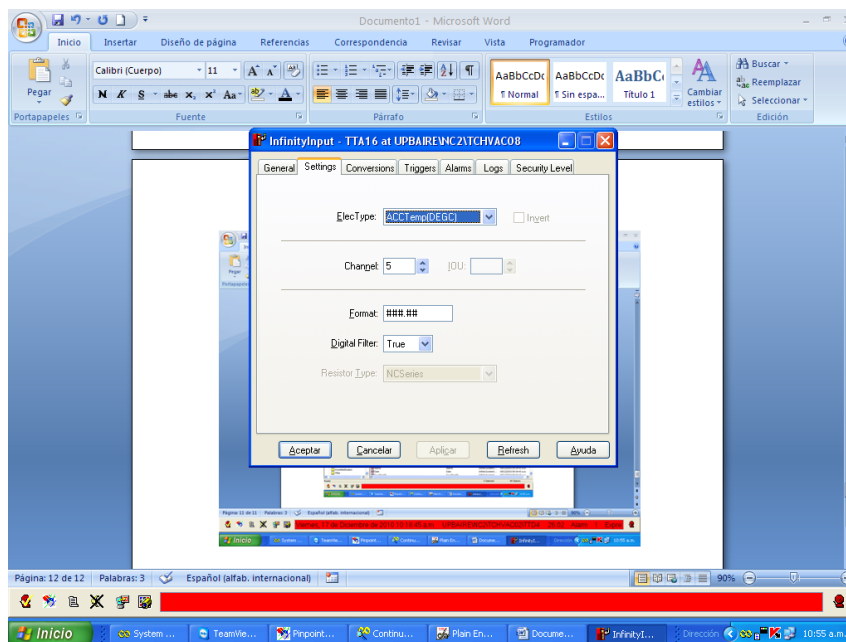 Documento1 - Microsoft Word
Inicio Insertar Diseño de página Referencias Correspondencia Revisar Vista Programador
Calibri (Cuerpo) 11
Pegar
N K S abc x, x² Aa
AaBbCcDc AaBbCcDc AaBbC
¶ Normal ¶ Sin espa... Título 1
Cambiar estilos
Buscar
Reemplazar
Seleccionar
Portapapeles Fuente Párrafo Estilos Edición
InfinityInput - TTA16 at UPBAIRE\NC2\TCHVAC08
General Settings Conversions Triggers Alarms Logs Security Level
ElecType: ACCTemp(DEGC) Invert
Channel: 5 IOU:
Format: ###.##
Digital Filter: True
Resistor Type: NCSeries
Aceptar Cancelar Aplicar Refresh Ayuda
Página: 12 de 12 Palabras: 3 Español (alfab. internacional) 90%
Inicio System ... TeamVie... Pinpoint... Continu... Plain En... Docume... InfinityI... Dirección 10:55 a.m.